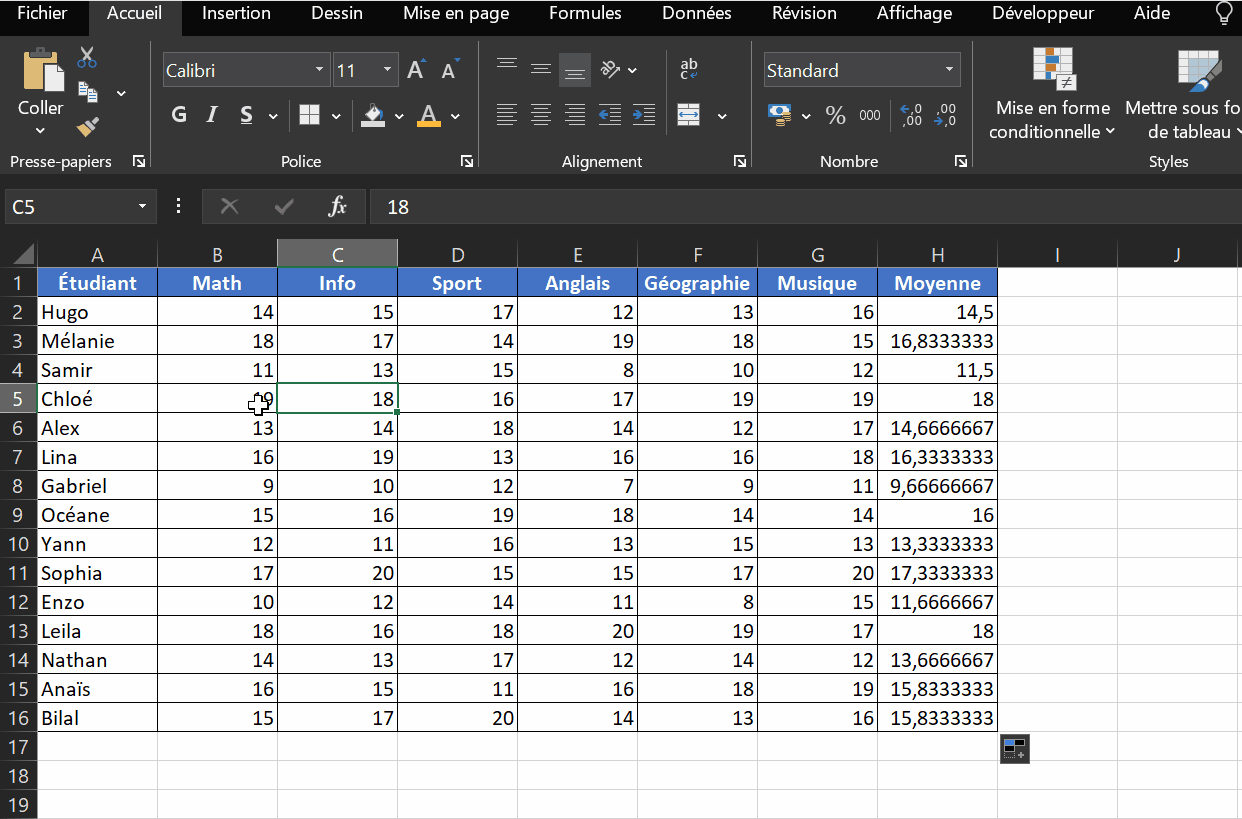 Fichier Accueil Insertion Dessin Mise en page Formules Données Révision Affichage Développeur Aide
Coller
Calibri 11
G I S
ab
c
Standard
% 000 ,0 ,00 ,00 ,0
Mise en forme
conditionnelle
Mettre sous fo
de tableau
Presse-papiers Police Alignement Nombre Styles
C5 fx 18
A B C D E F G H I J
1 Étudiant Math Info Sport Anglais Géographie Musique Moyenne
2 Hugo 14 15 17 12 13 16 14,5
3 Mélanie 18 17 14 19 18 15 16,8333333
4 Samir 11 13 15 8 10 12 11,5
5 Chloé 18 16 17 19 19 18
6 Alex 13 14 18 14 12 17 14,6666667
7 Lina 16 19 13 16 16 18 16,3333333
8 Gabriel 9 10 12 7 9 11 9,66666667
9 Océane 15 16 19 18 14 14 16
10 Yann 12 11 16 13 15 13 13,3333333
11 Sophia 17 20 15 15 17 20 17,3333333
12 Enzo 10 12 14 11 8 15 11,6666667
13 Leila 18 16 18 20 19 17 18
14 Nathan 14 13 17 12 14 12 13,6666667
15 Anaïs 16 15 11 16 18 19 15,8333333
16 Bilal 15 17 20 14 13 16 15,8333333
17
18
19